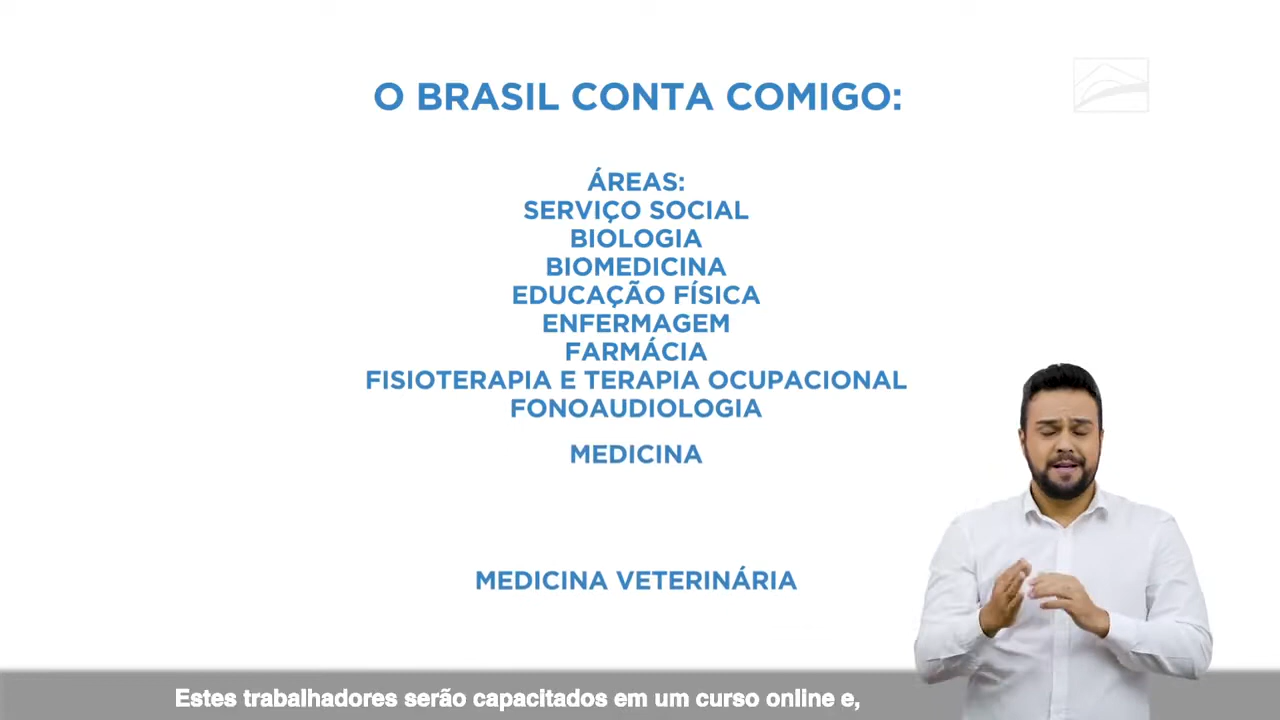 O BRASIL CONTA COMIGO:
ÁREAS:
SERVIÇO SOCIAL
BIOLOGIA
BIOMEDICINA
EDUCAÇÃO FÍSICA
ENFERMAGEM
FARMÁCIA
FISIOTERAPIA E TERAPIA OCUPACIONAL
FONOAUDIOLOGIA
MEDICINA
MEDICINA VETERINÁRIA
Estes trabalhadores serão capacitados em um curso online e,